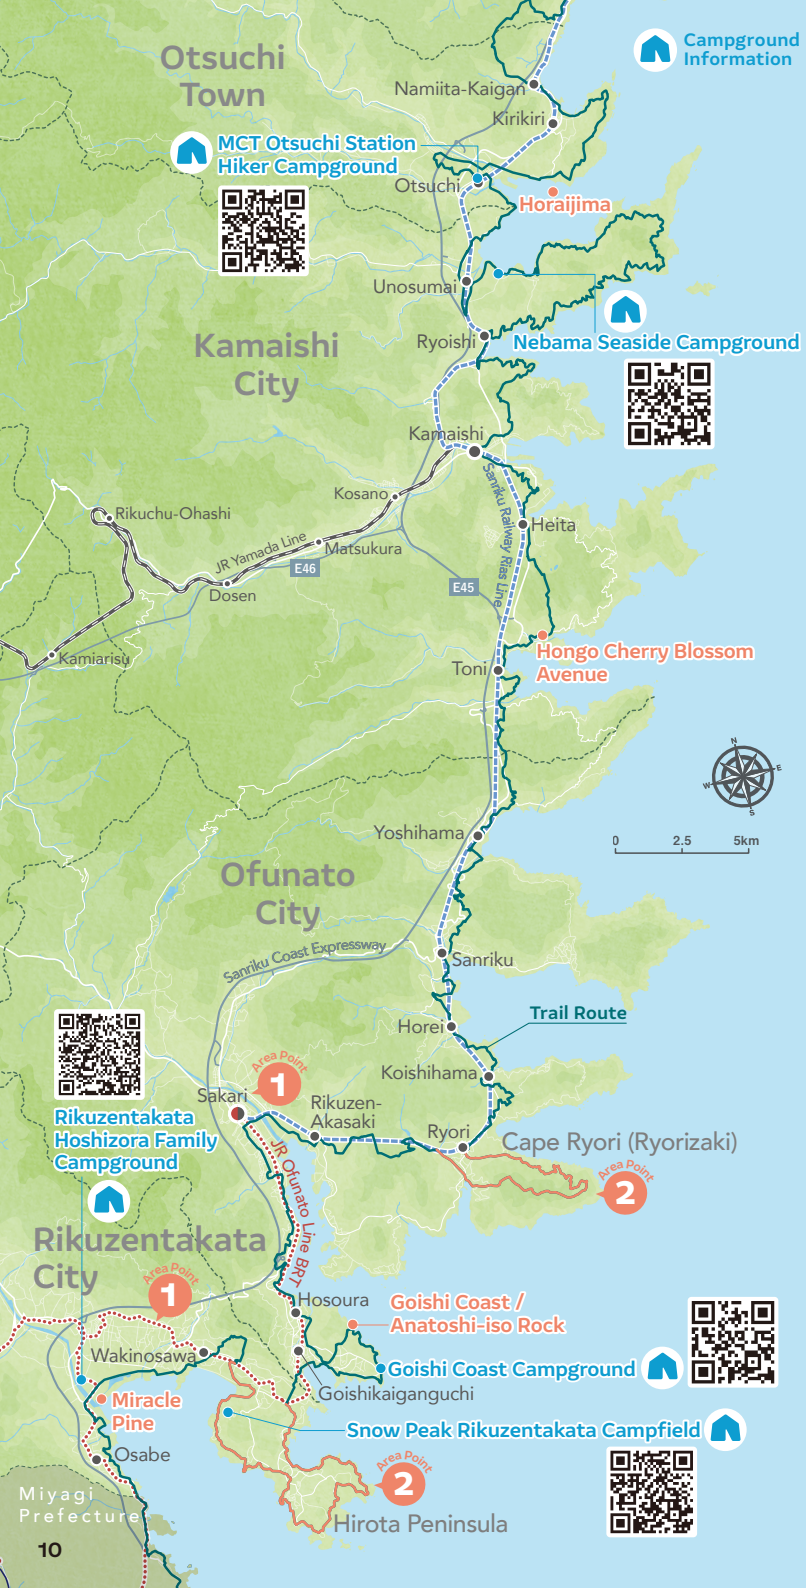 Otsuchi
Town
Campground
Information
Namiita-Kaigan
Kirikiri
MCT Otsuchi Station
Hiker Campground
Otsuchi
Horaijima
Unosumai
Kamaishi
City
Ryoishi
Nebama Seaside Campground
Kamaishi
Kosano
Sanriku Railway Rias Line
Rikuchu-Ohashi
Heita
JR Yamada Line
Matsukura
E46
E45
Dosen
Hongo Cherry Blossom
Avenue
Kamiarisu
Toni
N
E
W
S
0 2.5 5km
Yoshihama
Ofunato
City
Sanriku Coast Expressway
Sanriku
Trail Route
Horei
Koishihama
Area Point
1
Sakari
Rikuzen-
Akasaki
Ryori
Cape Ryori (Ryorizaki)
Area Point
2
Rikuzentakata
Hoshizora Family
Campground
JR Ofunato Line BRT
Rikuzentakata
City
Area Point
1
Hosoura
Goishi Coast /
Anatoshi-iso Rock
Wakinosawa
Goishi Coast Campground
Goishikaiganguchi
Miracle
Pine
Snow Peak Rikuzentakata Campfield
Osabe
Area Point
2
Miyagi
Prefecture
Hirota Peninsula
10